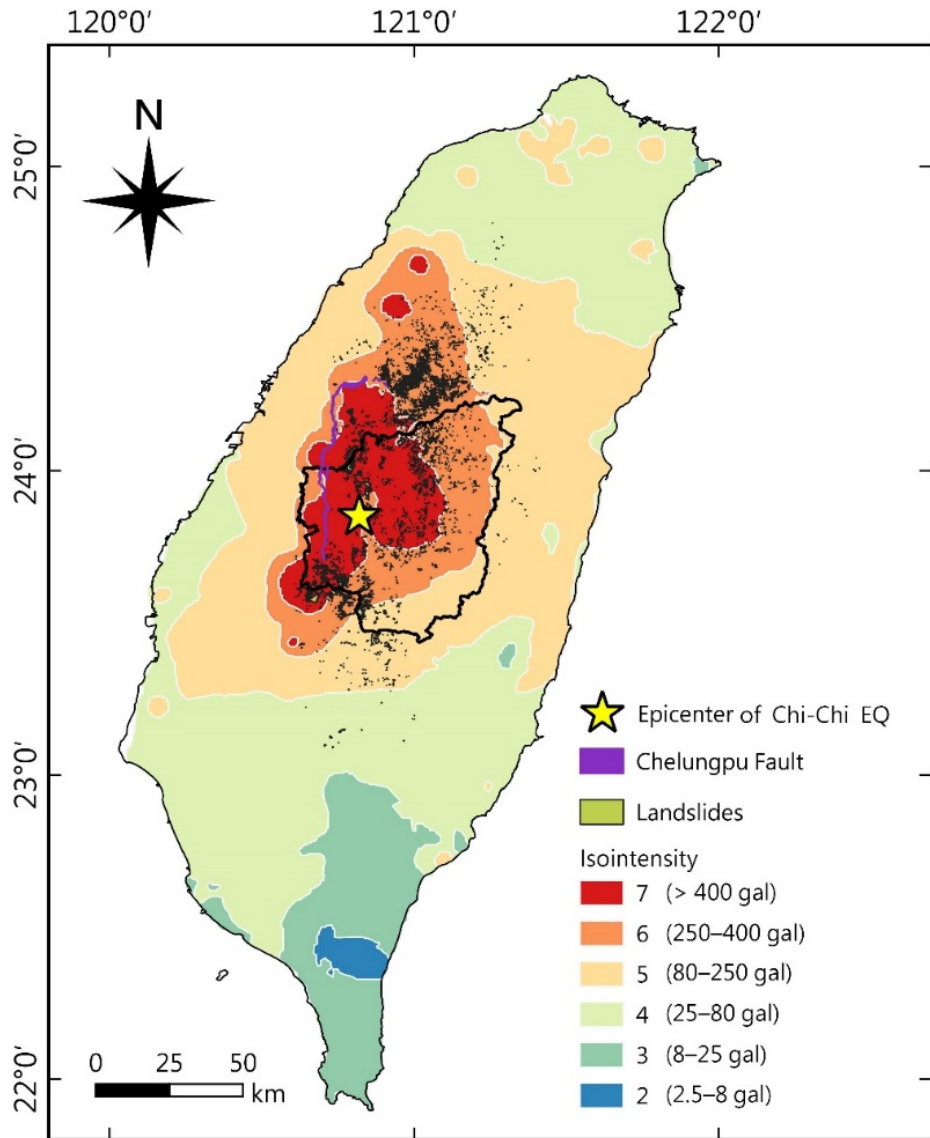 120°0′ 121°0′ 122°0′
N
25°0′
24°0′
23°0′
22°0′
Epicenter of Chi-Chi EQ
Chelungpu Fault
Landslides
Isointensity
7 (> 400 gal)
6 (250–400 gal)
5 (80–250 gal)
4 (25–80 gal)
3 (8–25 gal)
2 (2.5–8 gal)
0 25 50
km